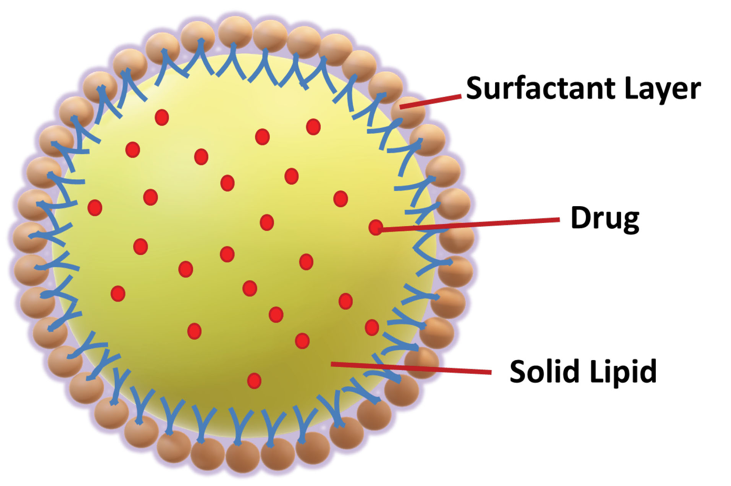 Surfactant Layer
Drug
Solid Lipid